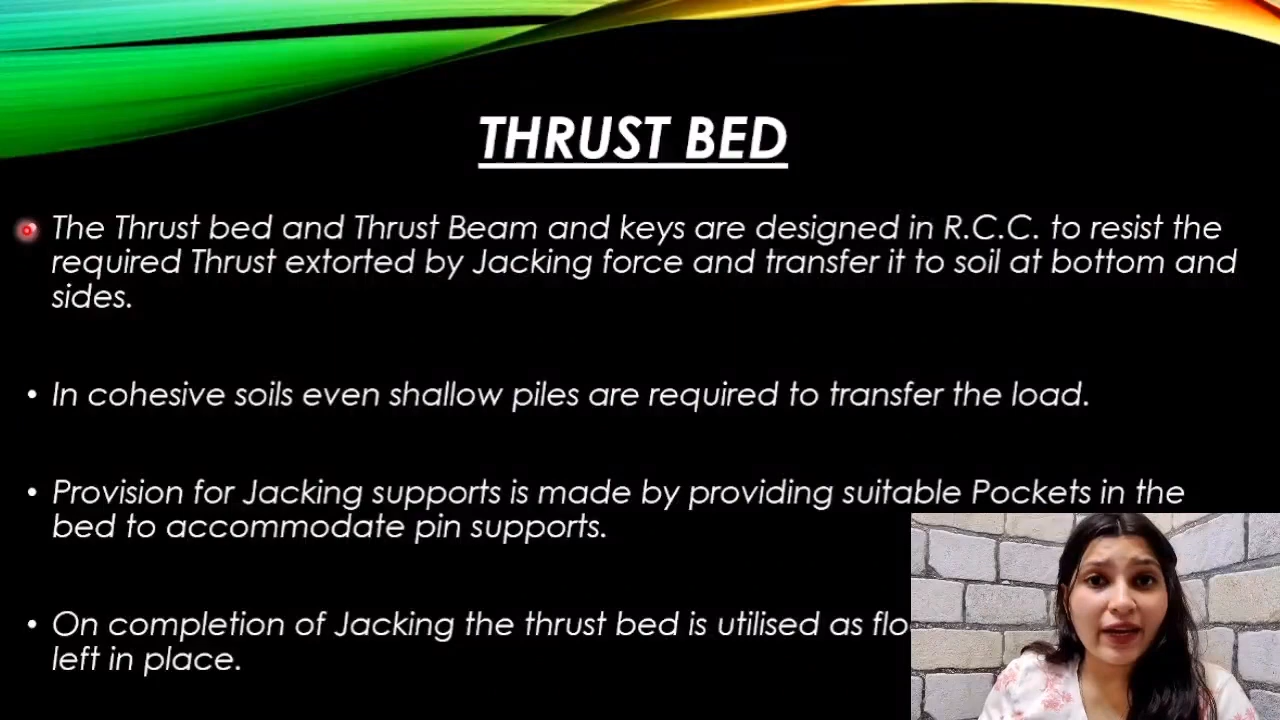 THRUST BED
The Thrust bed and Thrust Beam and keys are designed in R.C.C. to resist the
required Thrust extorted by Jacking force and transfer it to soil at bottom and
sides.
• In cohesive soils even shallow piles are required to transfer the load.
• Provision for Jacking supports is made by providing suitable Pockets in the
bed to accommodate pin supports.
• On completion of Jacking the thrust bed is utilised as
left in place.